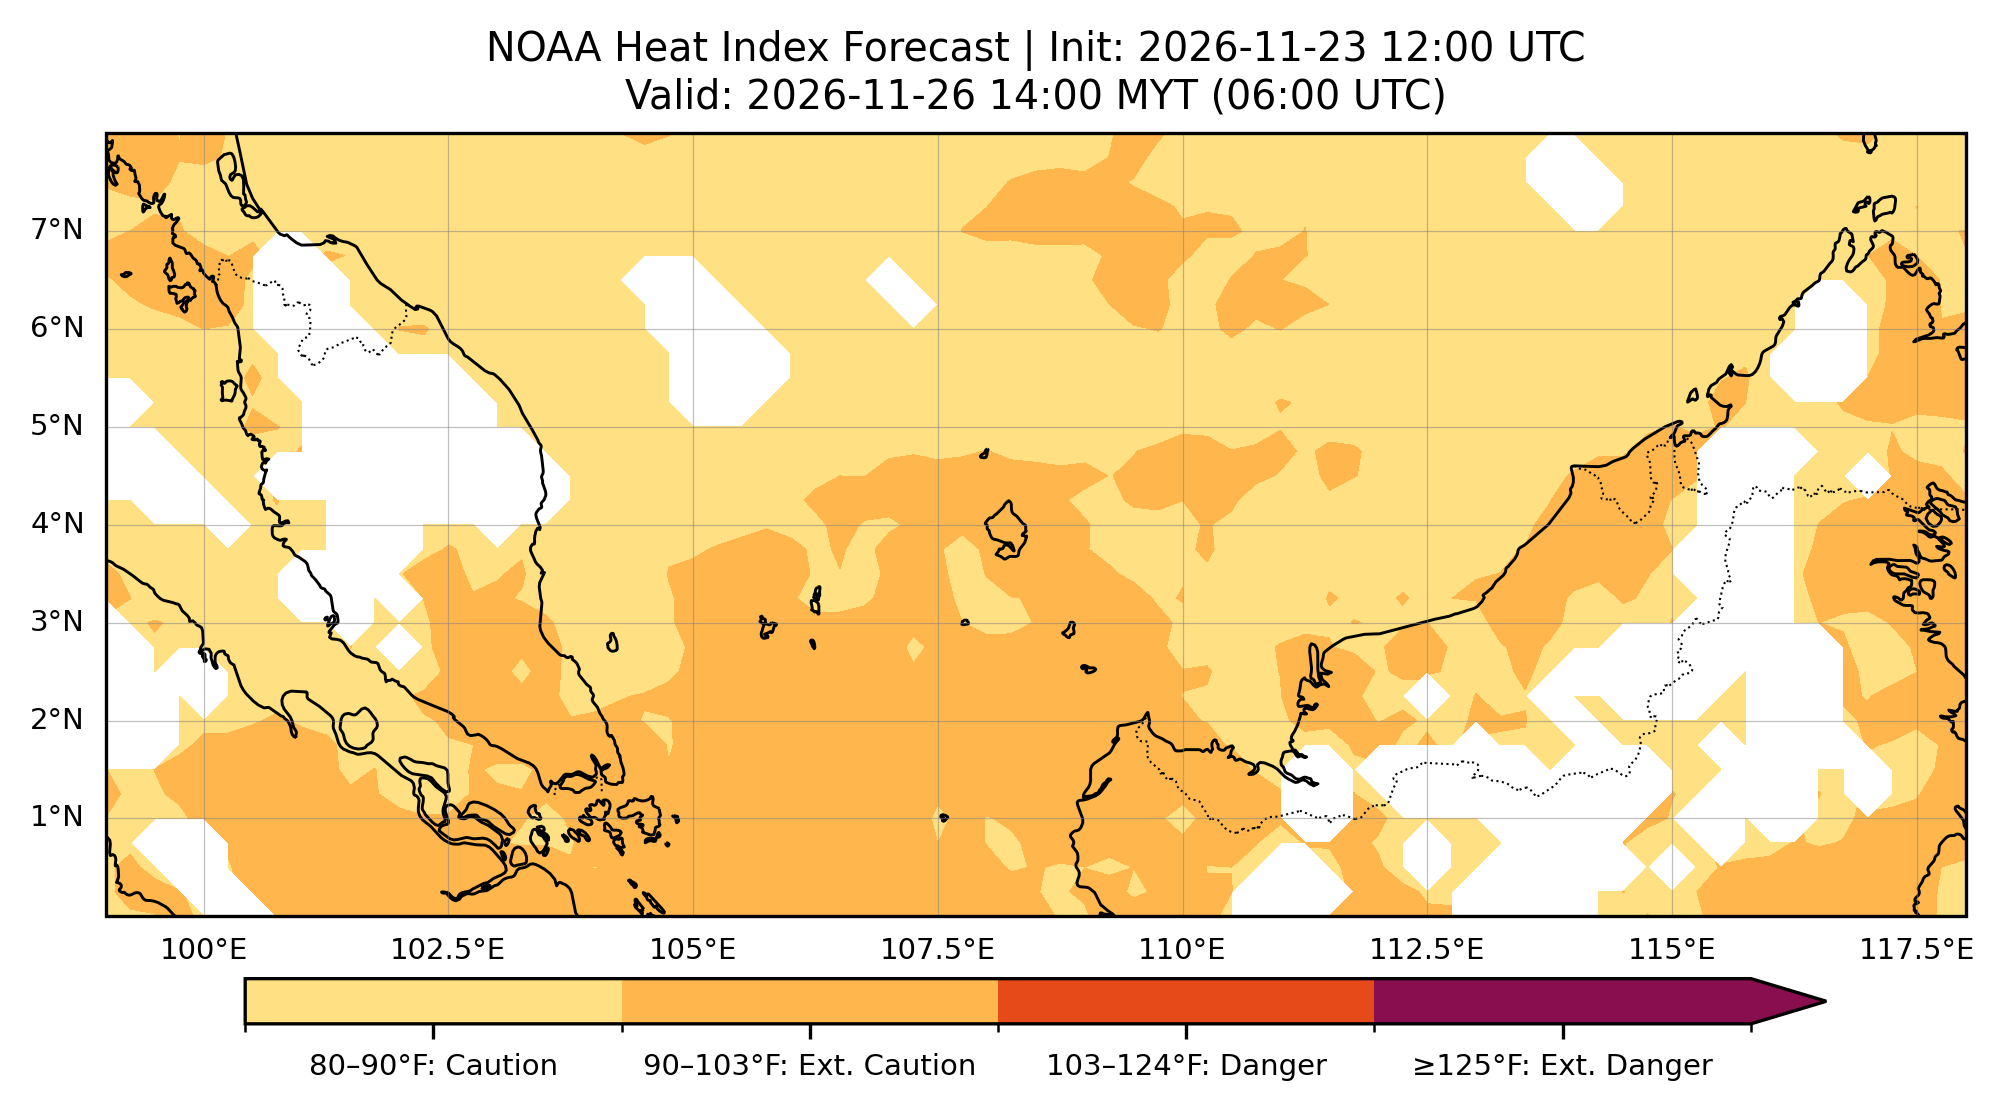 NOAA Heat Index Forecast | Init: 2026-11-23 12:00 UTC
Valid: 2026-11-26 14:00 MYT (06:00 UTC)
7°N
6°N
5°N
4°N
3°N
2°N
1°N
100°E 102.5°E 105°E 107.5°E 110°E 112.5°E 115°E 117.5°E
80–90°F: Caution 90–103°F: Ext. Caution 103–124°F: Danger ≥125°F: Ext. Danger